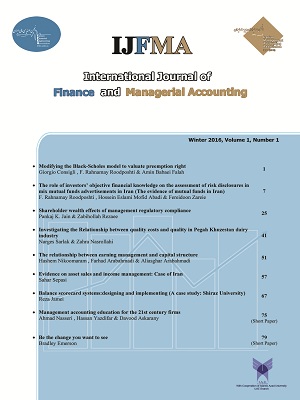 IJFMA
International Journal of
Finance and Managerial Accounting
Winter 2016, Volume 1, Number 1
Modifying the Black-Scholes model to valuate preemption right
Giorgio Consigli , F. Rahnamay Roodposhti & Amin Babaei Falah 1
The role of investors' objective financial knowledge on the assessment of risk disclosures in
mix mutual funds advertisements in Iran (The evidence of mutual funds in Iran) 7
F. Rahnamay Roodposhti , Hossein Eslami Mofid Abadi & Fereidoon Zareie
Shareholder wealth effects of management regulatory compliance
Pankaj K. Jain & Zabihollah Rezaee 25
Investigating the Relationship between quality costs and quality in Pegah Khuzestan dairy
industry 41
Narges Sarlak & Zahra Nasrollahi
The relationship between earning management and capital structure
Hashem Nikoomaram , Farhag Arabahmadi & Aliasghar Arabahmadi 51
Evidence on asset sales and income management: Case of Iran
Safar Sepasi 57
Balance scorecard system:designing and implementing (A case study: Shiraz University)
Reza Jamei 67
Management accounting education for the 21st century firms
Ahmad Nasseri , Hassan Yazdifar & Davood Askarany 75
(Short Paper)
Be the change you want to see
Bradley Emerson 79
(Short Paper)